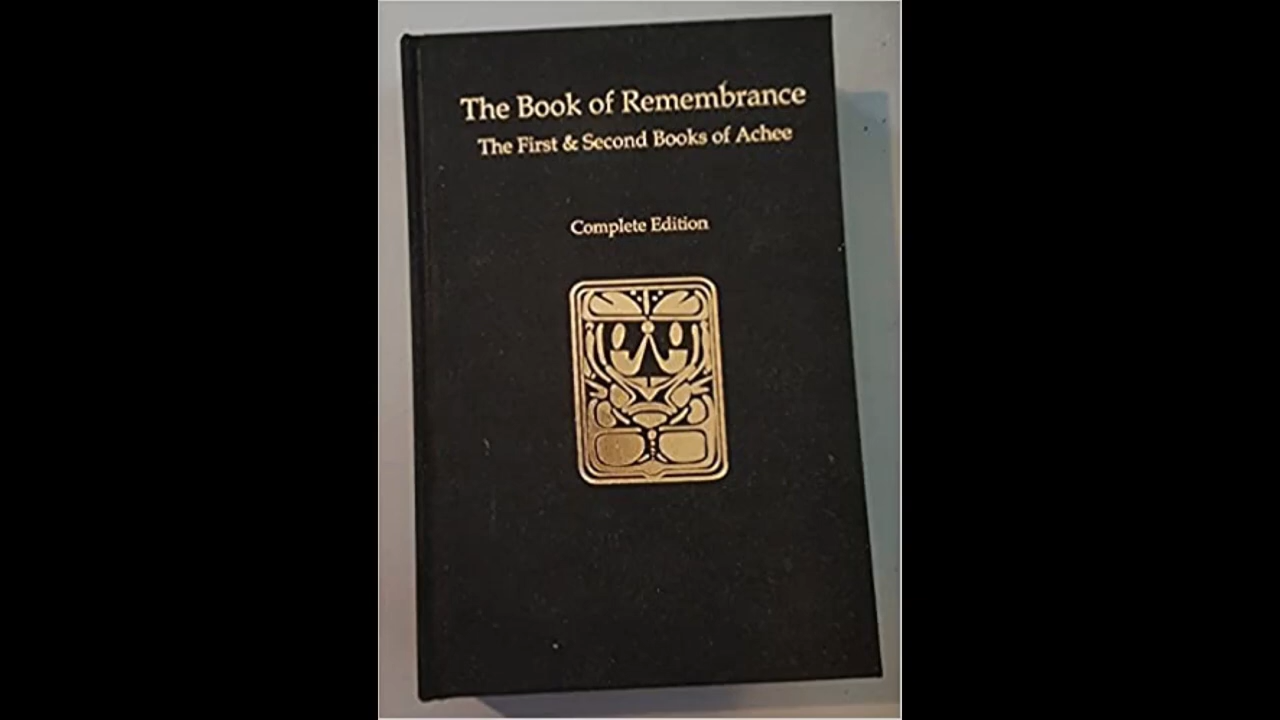 The Book of Remembrance
The First & Second Books of Achee
Complete Edition